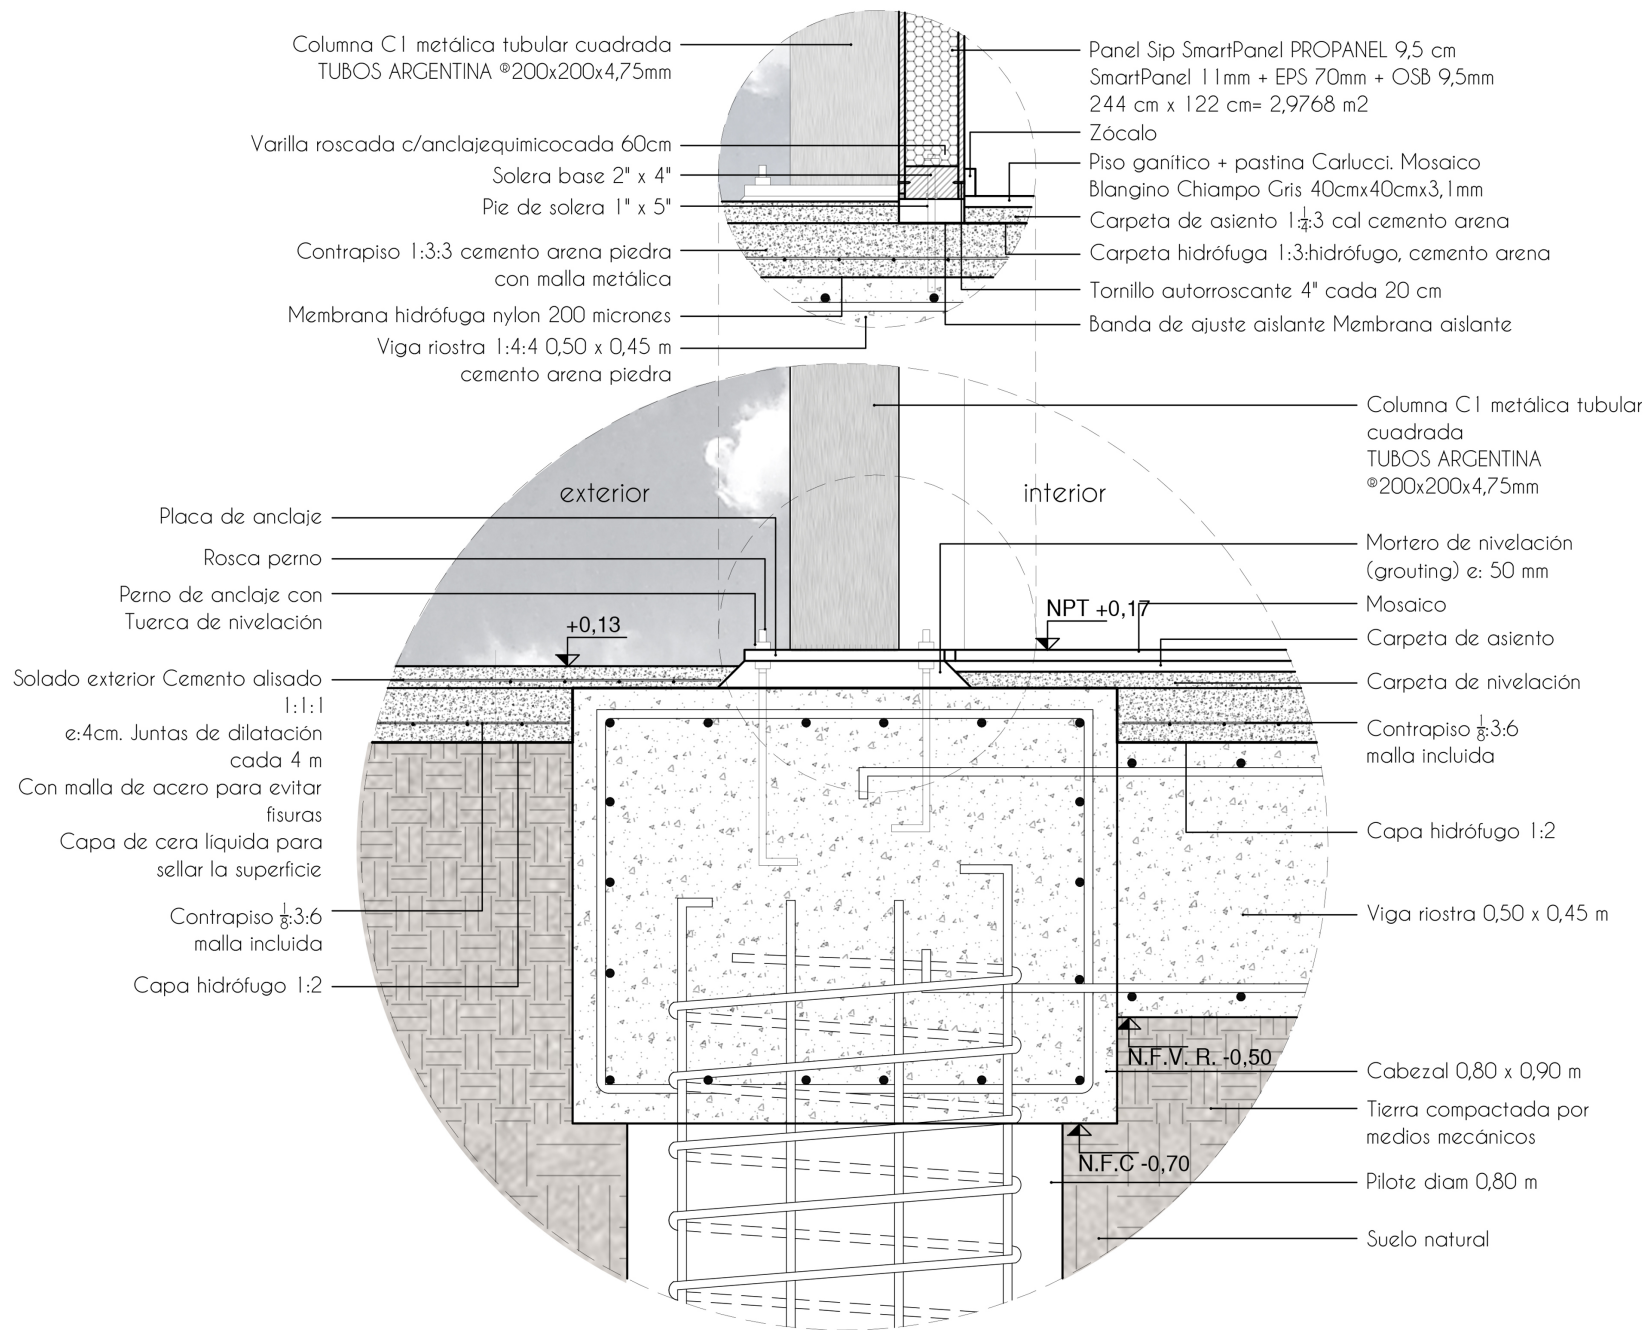 Columna C1 metálica tubular cuadrada
TUBOS ARGENTINA ®200x200x4,75mm
Varilla roscada c/anclajequimicocada 60cm
Solera base 2" x 4"
Pie de solera 1" x 5"
Contrapiso 1:3:3 cemento arena piedra
con malla metálica
Membrana hidrófuga nylon 200 micrones
Viga riostra 1:4:4 0,50 x 0,45 m
cemento arena piedra
Panel Sip SmartPanel PROPANEL 9,5 cm
SmartPanel 11mm + EPS 70mm + OSB 9,5mm
244 cm x 122 cm= 2,9768 m2
Zócalo
Piso ganítico + pastina Carlucci. Mosaico
Blangino Chiampo Gris 40cmx40cmx3,1mm
Carpeta de asiento 1:1/4:3 cal cemento arena
Carpeta hidrófuga 1:3:hidrófugo, cemento arena
Tornillo autorroscante 4" cada 20 cm
Banda de ajuste aislante Membrana aislante
exterior
interior
Placa de anclaje
Rosca perno
Perno de anclaje con
Tuerca de nivelación
+0,13
Solado exterior Cemento alisado
1:1:1
e:4cm. Juntas de dilatación
cada 4 m
Con malla de acero para evitar
fisuras
Capa de cera líquida para
sellar la superficie
Contrapiso 1/8:3:6
malla incluida
Capa hidrófugo 1:2
Columna C1 metálica tubular
cuadrada
TUBOS ARGENTINA
®200x200x4,75mm
Mortero de nivelación
(grouting) e: 50 mm
NPT +0,17
Mosaico
Carpeta de asiento
Carpeta de nivelación
Contrapiso 1/8:3:6
malla incluida
Capa hidrófugo 1:2
Viga riostra 0,50 x 0,45 m
N.F.V. R. -0,50
Cabezal 0,80 x 0,90 m
Tierra compactada por
medios mecánicos
N.F.C -0,70
Pilote diam 0,80 m
Suelo natural